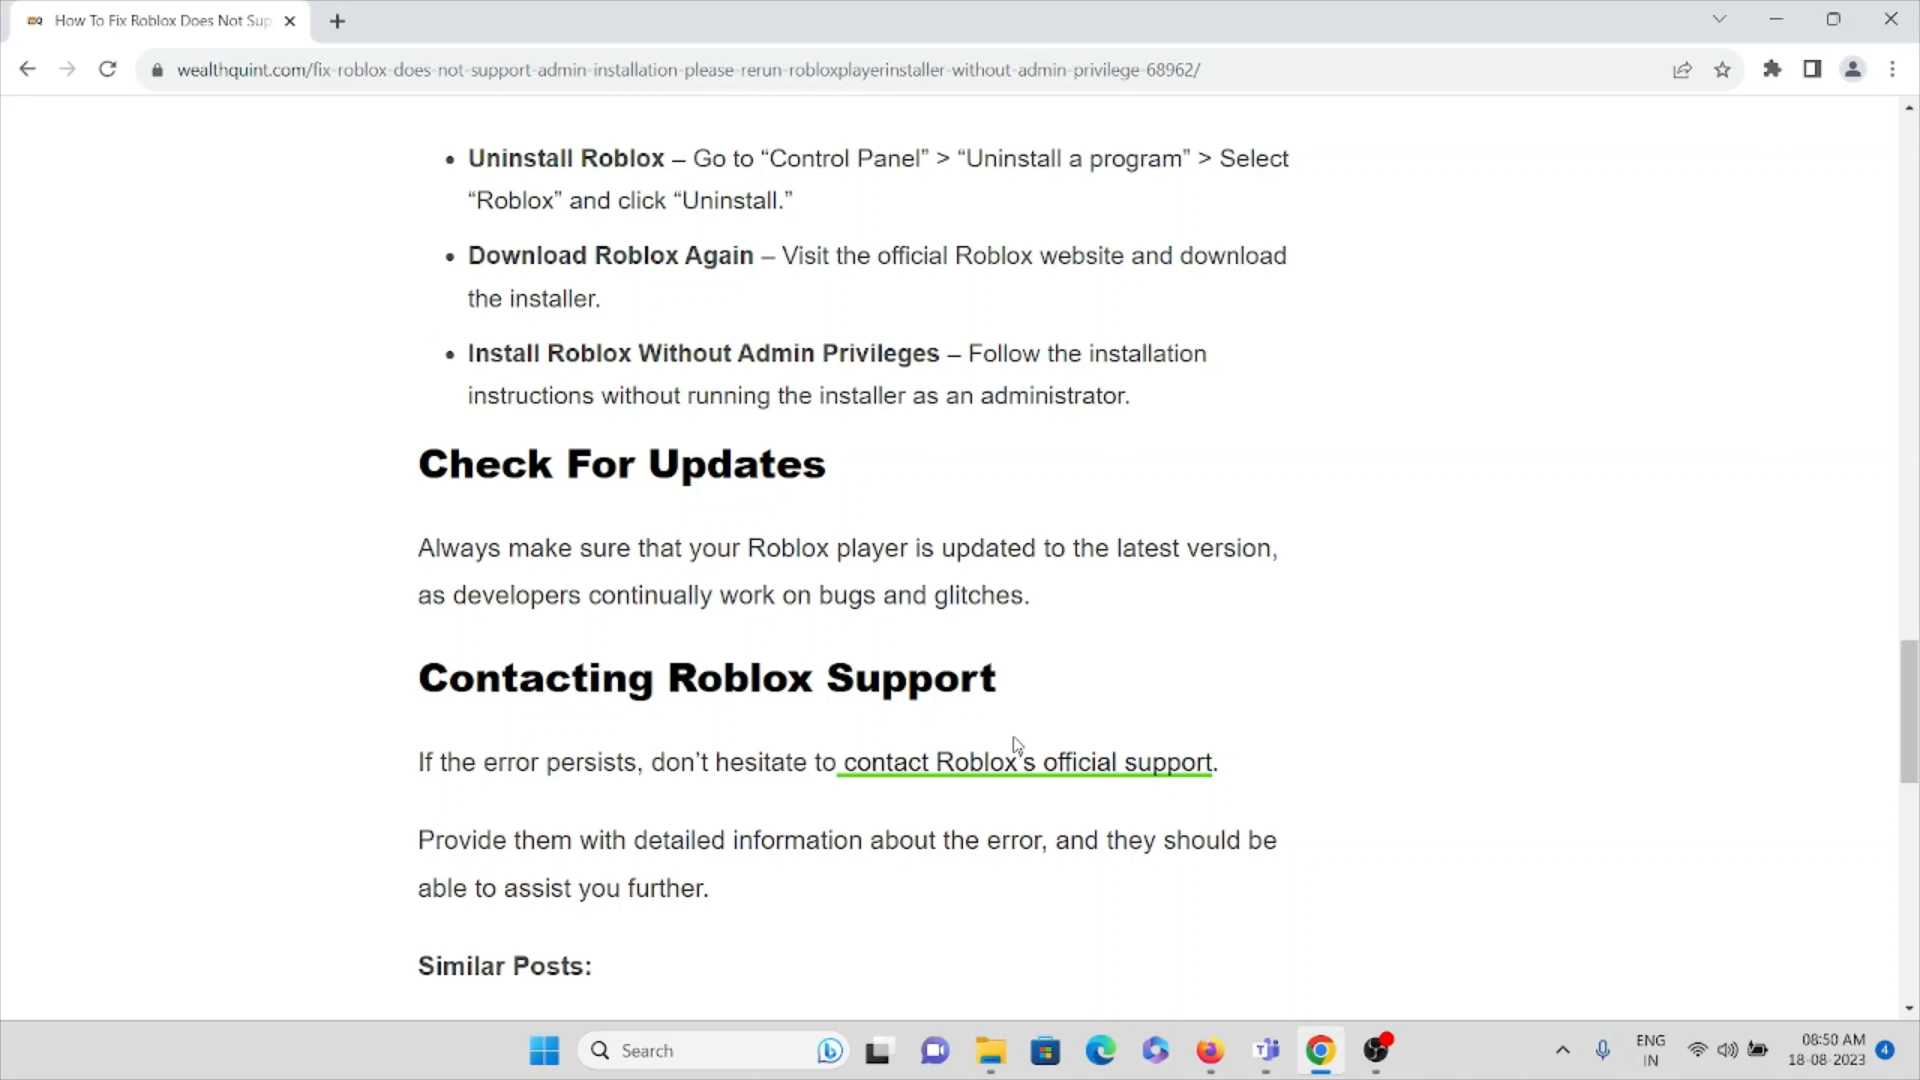 How To Fix Roblox Does Not Sup
wealthquint.com/fix-roblox-does-not-support-admin-installation-please-rerun-robloxplayerinstaller-without-admin-privilege-68962/
• Uninstall Roblox – Go to “Control Panel” > “Uninstall a program” > Select
“Roblox” and click “Uninstall.”
• Download Roblox Again – Visit the official Roblox website and download
the installer.
• Install Roblox Without Admin Privileges – Follow the installation
instructions without running the installer as an administrator.
Check For Updates
Always make sure that your Roblox player is updated to the latest version,
as developers continually work on bugs and glitches.
Contacting Roblox Support
If the error persists, don’t hesitate to contact Roblox’s official support.
Provide them with detailed information about the error, and they should be
able to assist you further.
Similar Posts:
Search
ENG
IN
08:50 AM
18-08-2023
4